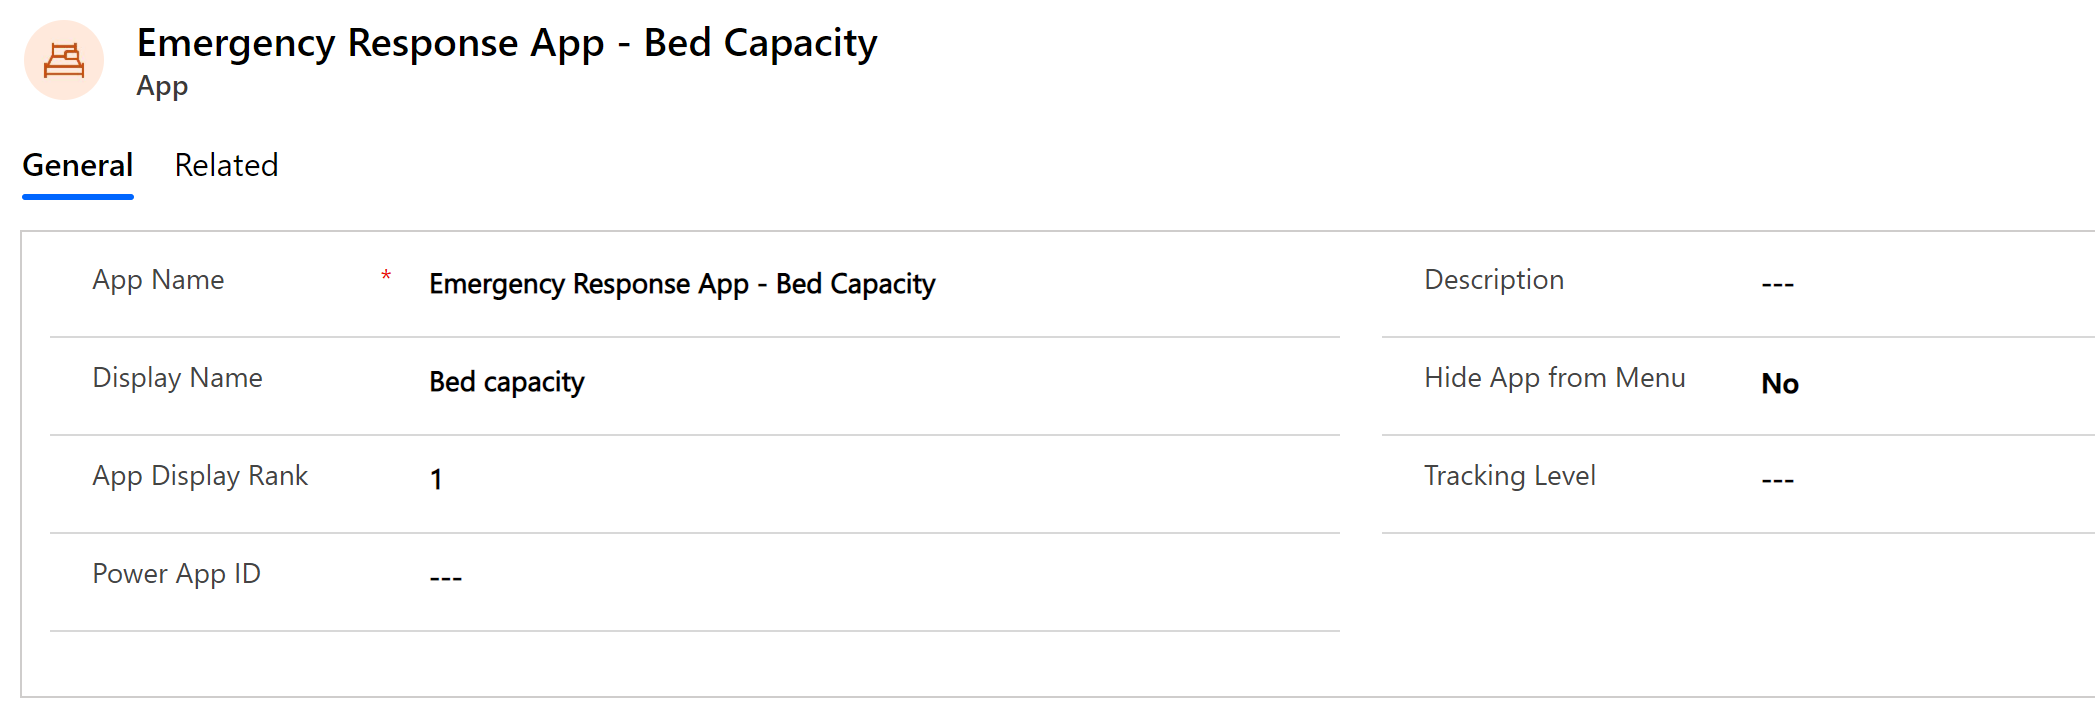 Emergency Response App - Bed Capacity
App
General Related
App Name * Emergency Response App - Bed Capacity
Description ---
Display Name Bed capacity
Hide App from Menu No
App Display Rank 1
Tracking Level ---
Power App ID ---